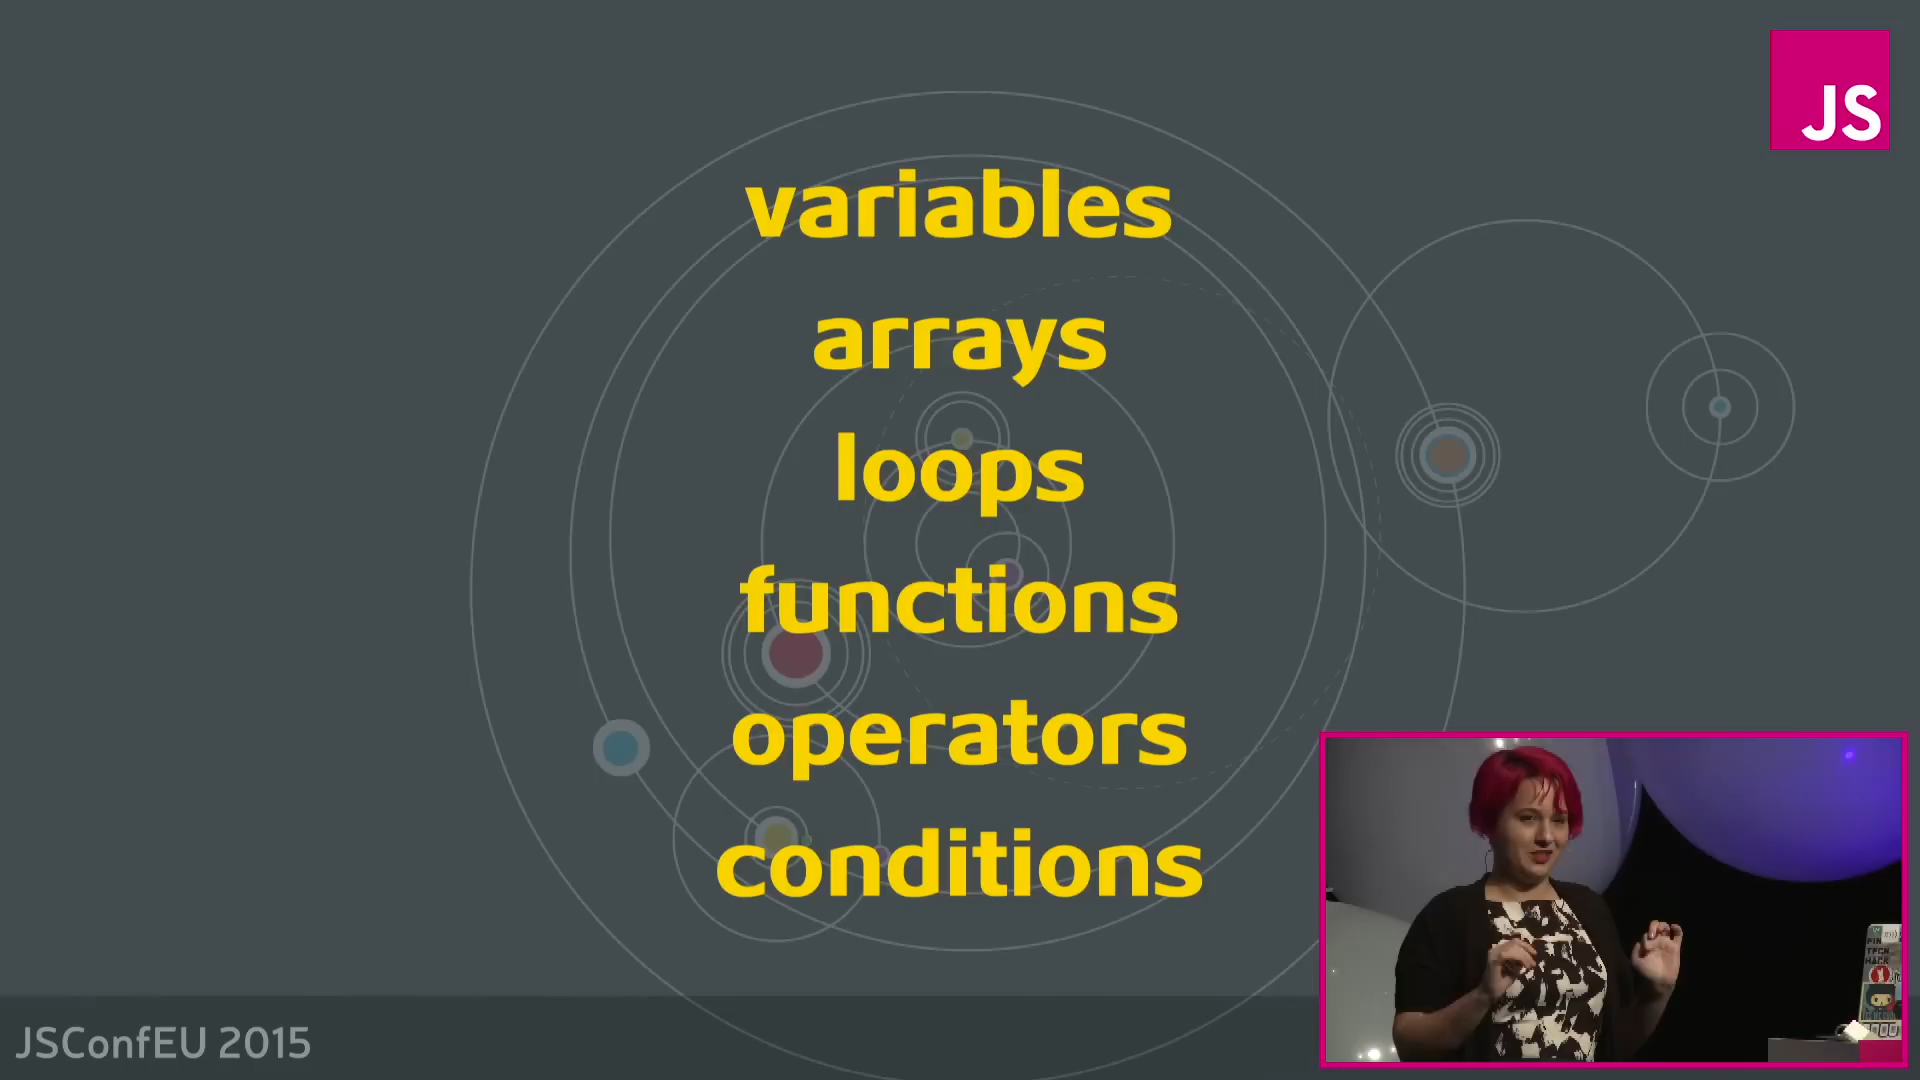 JS
variables
arrays
loops
functions
operators
conditions
JSConfEU 2015